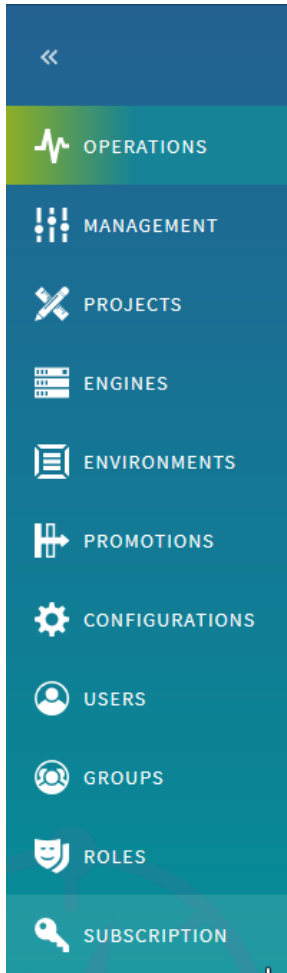 «
OPERATIONS
MANAGEMENT
PROJECTS
ENGINES
ENVIRONMENTS
PROMOTIONS
CONFIGURATIONS
USERS
GROUPS
ROLES
SUBSCRIPTION